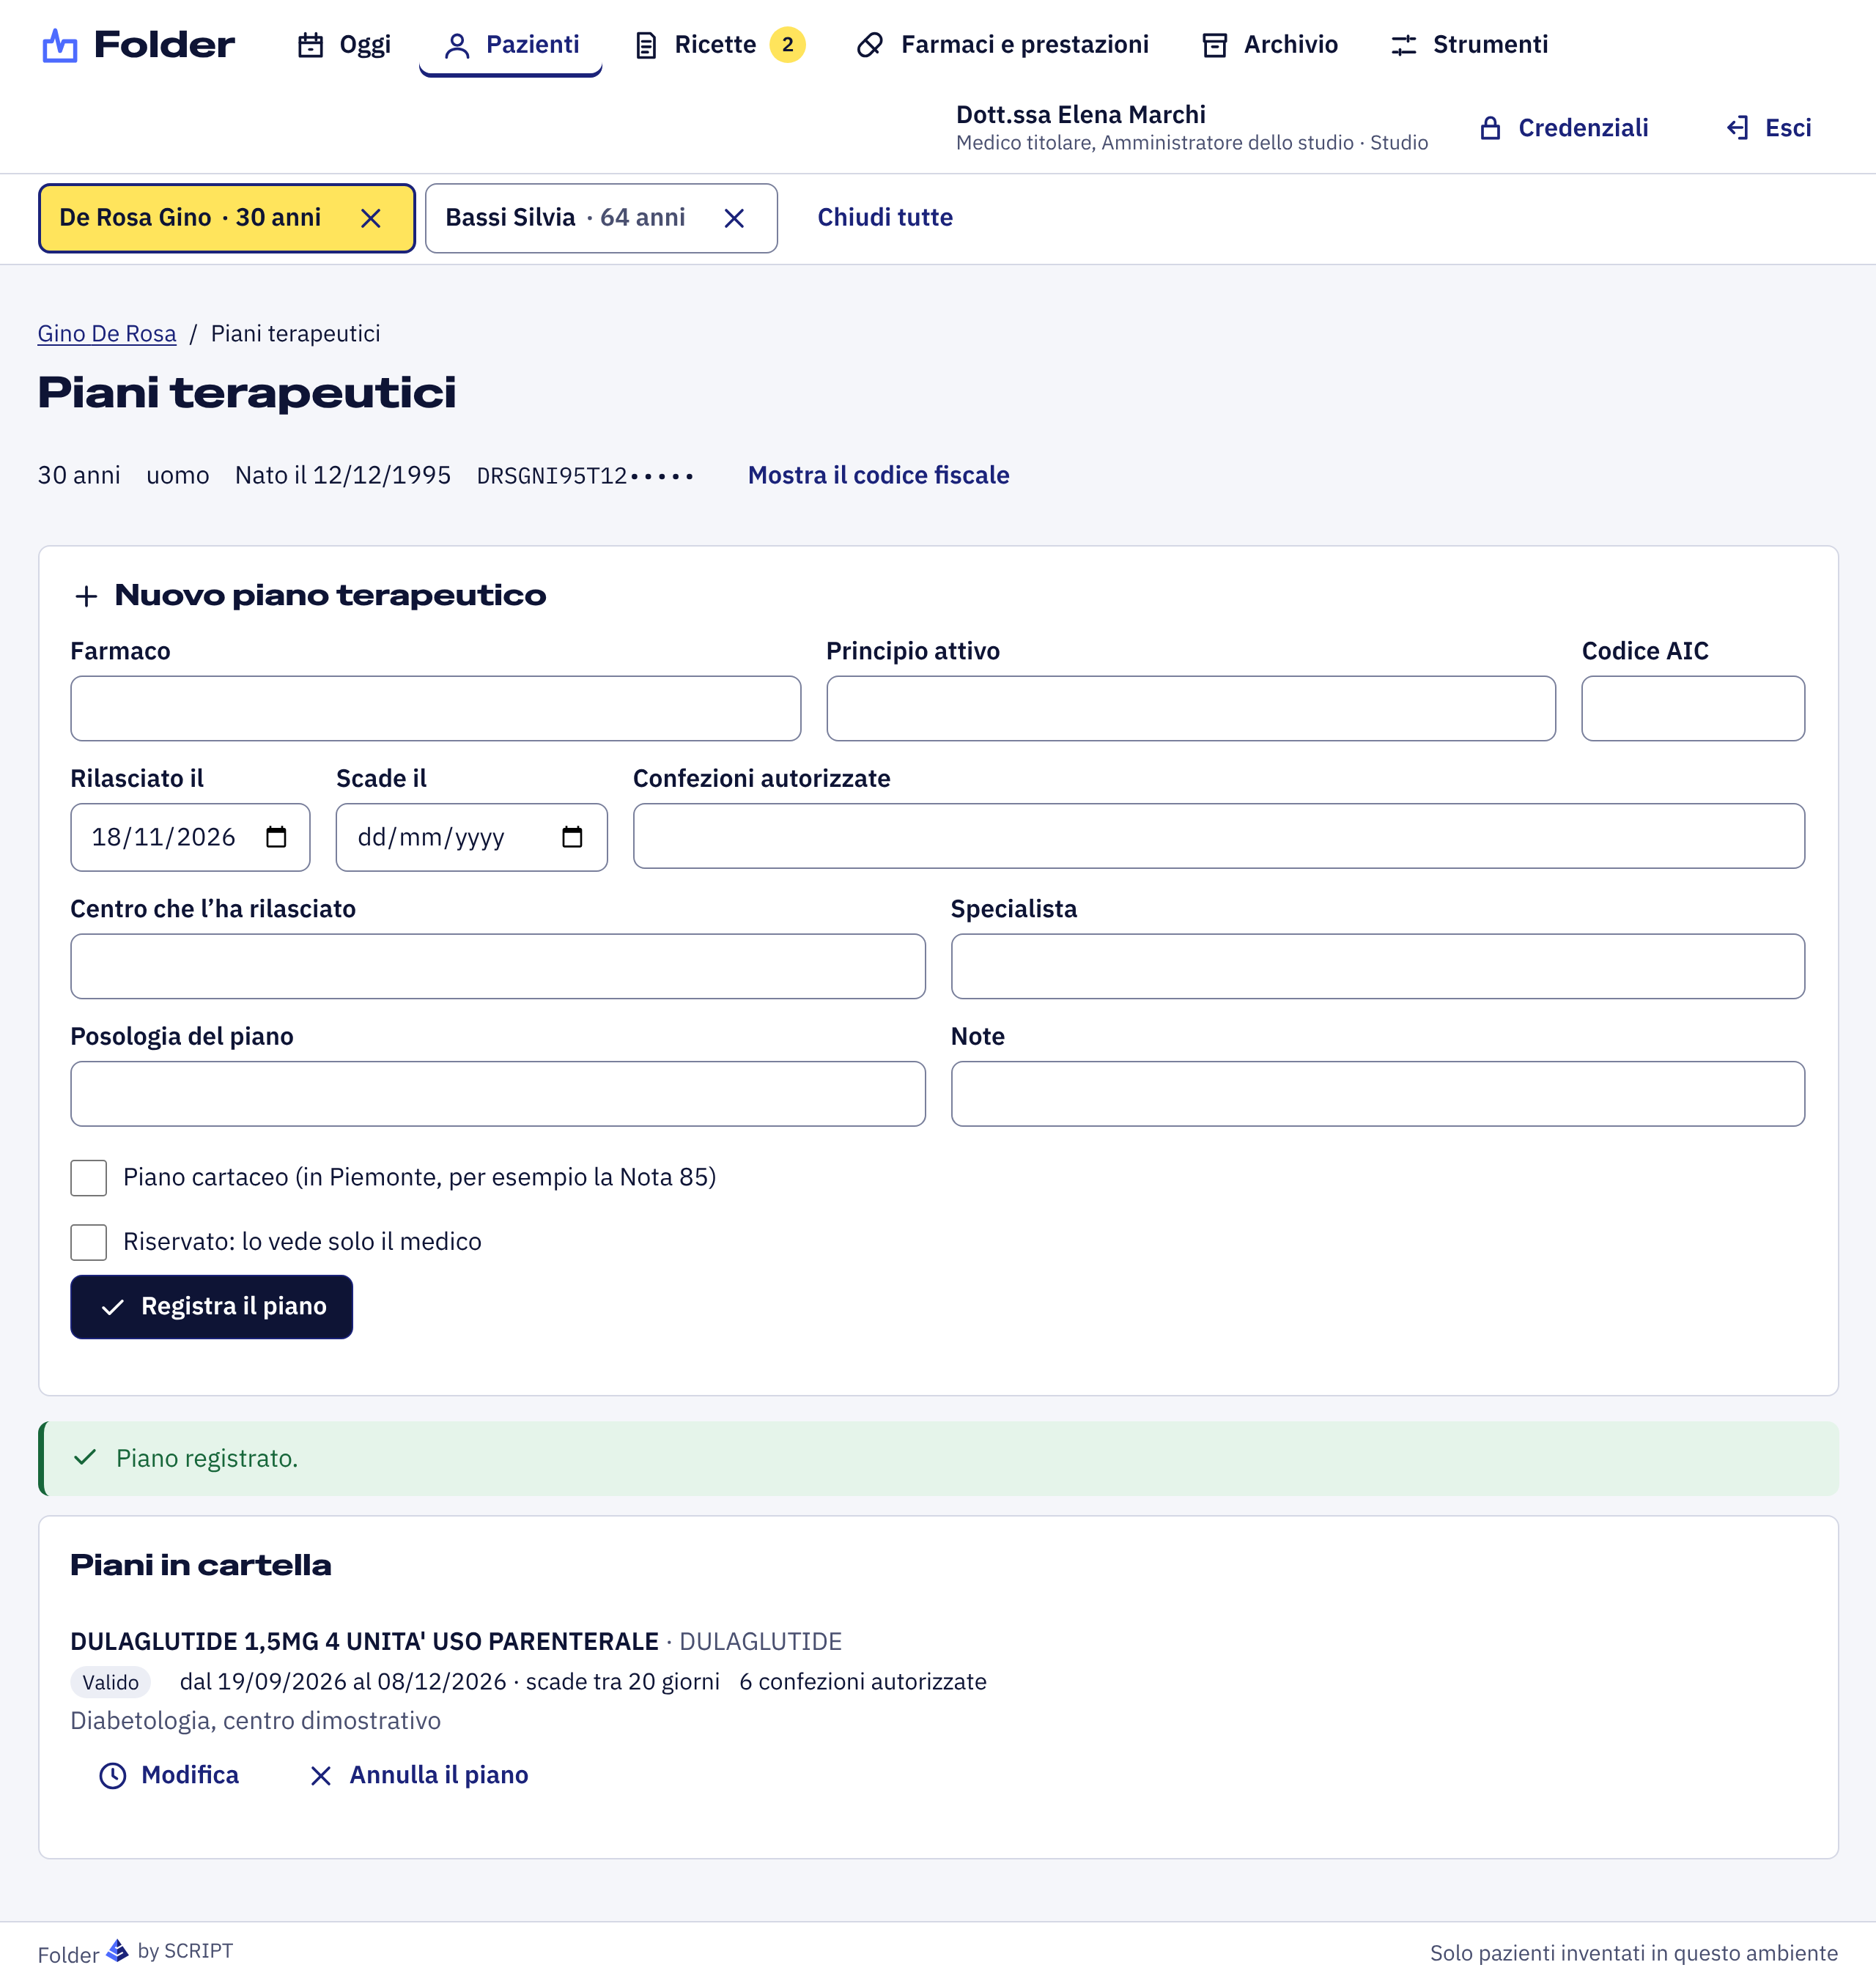 Folder
Oggi
Pazienti
Ricette 2
Farmaci e prestazioni
Archivio
Strumenti
Dott.ssa Elena Marchi
Medico titolare, Amministratore dello studio · Studio
Credenziali
Esci
De Rosa Gino · 30 anni
Bassi Silvia · 64 anni
Chiudi tutte
Gino De Rosa / Piani terapeutici
Piani terapeutici
30 anni uomo Nato il 12/12/1995 DRSGNI95T12••••• Mostra il codice fiscale
Nuovo piano terapeutico
Farmaco
Principio attivo
Codice AIC
Rilasciato il
Scade il
Confezioni autorizzate
18/11/2026
dd/mm/yyyy
Centro che l’ha rilasciato
Specialista
Posologia del piano
Note
Piano cartaceo (in Piemonte, per esempio la Nota 85)
Riservato: lo vede solo il medico
Registra il piano
Piano registrato.
Piani in cartella
DULAGLUTIDE 1,5MG 4 UNITA' USO PARENTERALE · DULAGLUTIDE
Valido dal 19/09/2026 al 08/12/2026 · scade tra 20 giorni 6 confezioni autorizzate
Diabetologia, centro dimostrativo
Modifica
Annulla il piano
Folder by SCRIPT
Solo pazienti inventati in questo ambiente